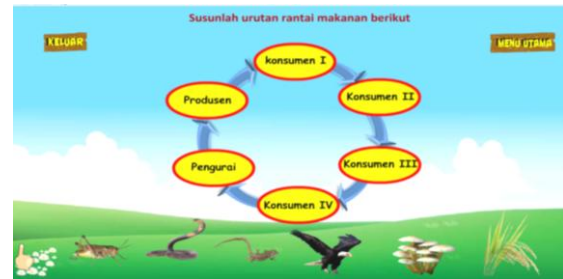 Susunlah urutan rantai makanan berikut
KELUAR
MENU UTAMA
konsumen I
Produsen
Konsumen II
Pengurai
Konsumen III
Konsumen IV